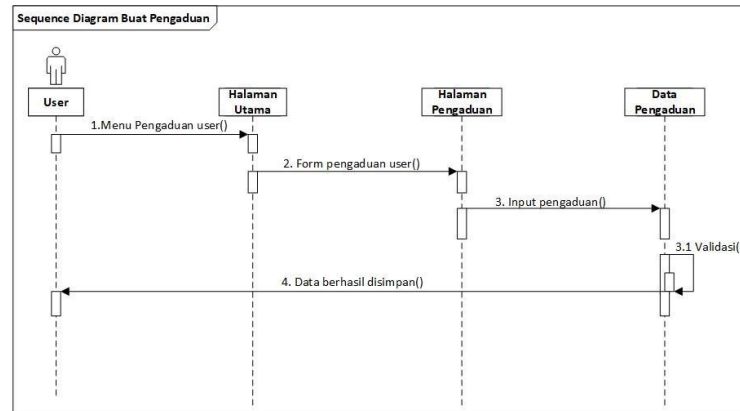 Sequence Diagram Buat Pengaduan
User
Halaman
Utama
Halaman
Pengaduan
Data
Pengaduan
1.Menu Pengaduan user()
2. Form pengaduan user()
3. Input pengaduan()
3.1 Validasi(
4. Data berhasil disimpan()